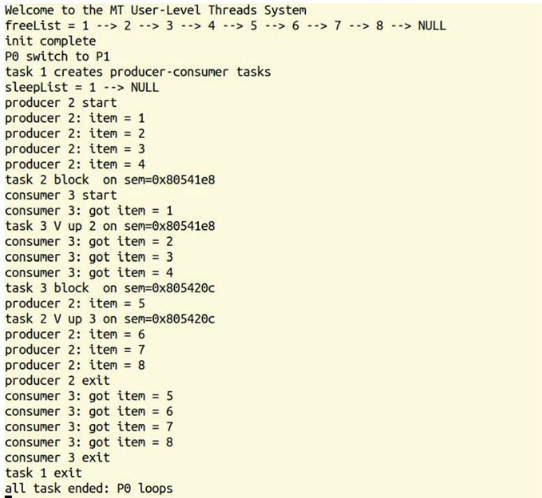 Welcome to the MT User-Level Threads System
freeList = 1 --> 2 --> 3 --> 4 --> 5 --> 6 --> 7 --> 8 --> NULL
init complete
P0 switch to P1
task 1 creates producer-consumer tasks
sleepList = 1 --> NULL
producer 2 start
producer 2: item = 1
producer 2: item = 2
producer 2: item = 3
producer 2: item = 4
task 2 block  on sem=0x80541e8
consumer 3 start
consumer 3: got item = 1
task 3 V up 2 on sem=0x80541e8
consumer 3: got item = 2
consumer 3: got item = 3
consumer 3: got item = 4
task 3 block  on sem=0x805420c
producer 2: item = 5
task 2 V up 3 on sem=0x805420c
producer 2: item = 6
producer 2: item = 7
producer 2: item = 8
producer 2 exit
consumer 3: got item = 5
consumer 3: got item = 6
consumer 3: got item = 7
consumer 3: got item = 8
consumer 3 exit
task 1 exit
all task ended: P0 loops